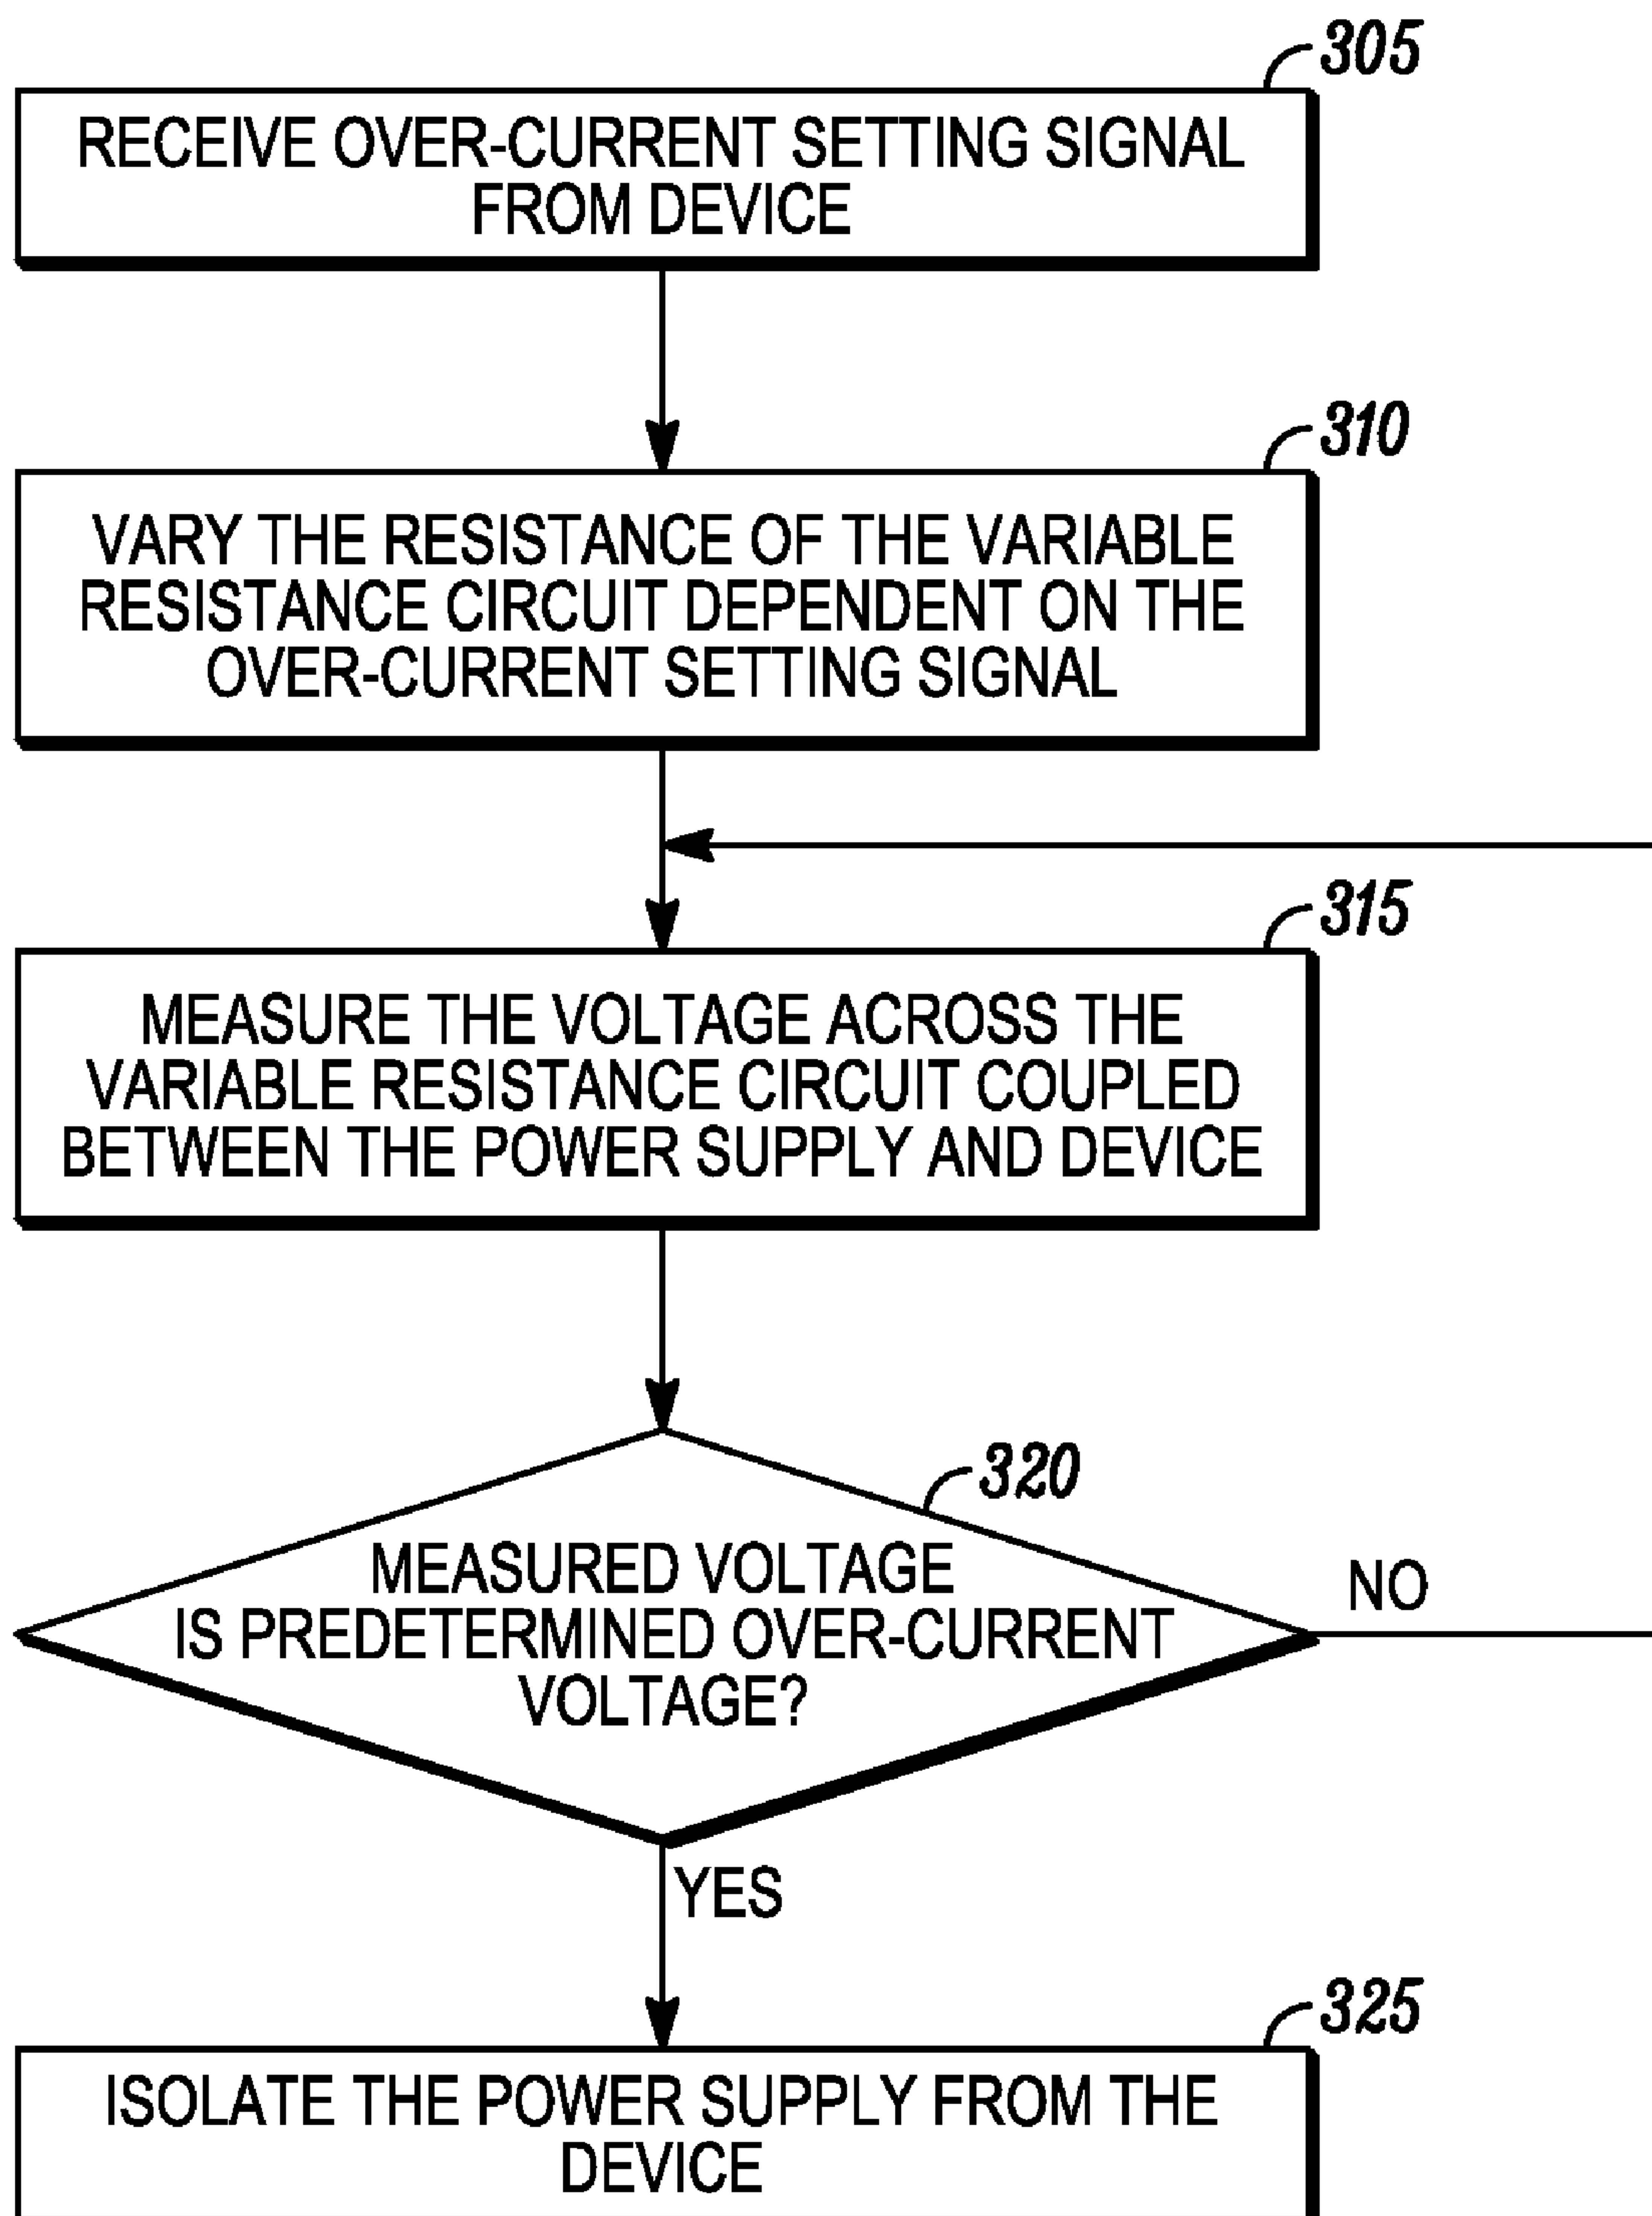 305
RECEIVE OVER-CURRENT SETTING SIGNAL
FROM DEVICE
310
VARY THE RESISTANCE OF THE VARIABLE
RESISTANCE CIRCUIT DEPENDENT ON THE
OVER-CURRENT SETTING SIGNAL
315
MEASURE THE VOLTAGE ACROSS THE
VARIABLE RESISTANCE CIRCUIT COUPLED
BETWEEN THE POWER SUPPLY AND DEVICE
320
MEASURED VOLTAGE
IS PREDETERMINED OVER-CURRENT
VOLTAGE?
NO
YES
325
ISOLATE THE POWER SUPPLY FROM THE
DEVICE